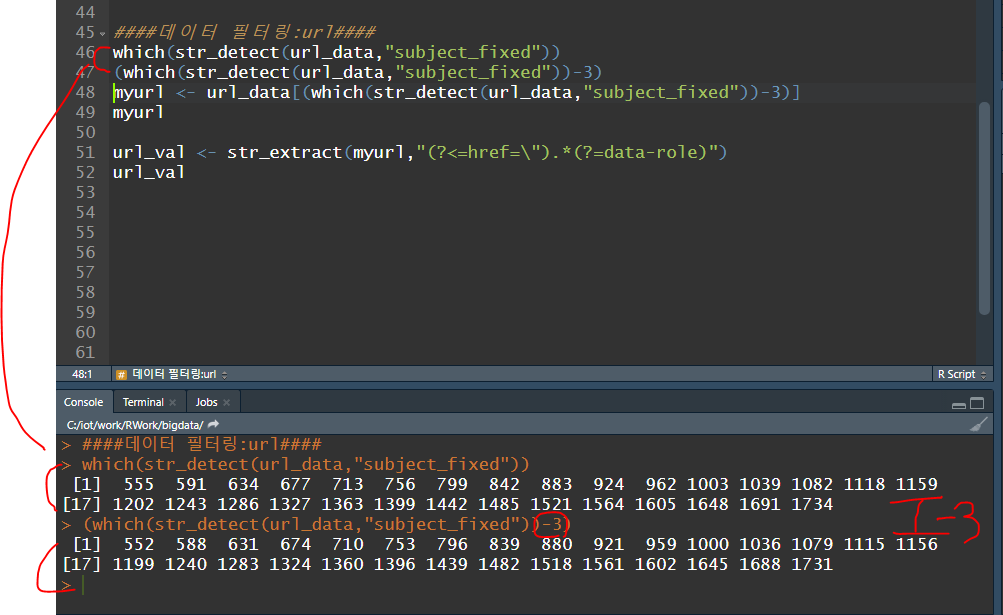 44
45 ####데이터 필터링:url####
46 which(str_detect(url_data,"subject_fixed"))
47 (which(str_detect(url_data,"subject_fixed"))-3)
48 myurl <- url_data[(which(str_detect(url_data,"subject_fixed"))-3)]
49 myurl
50
51 url_val <- str_extract(myurl,"(?<=href=\").*(?=data-role)")
52 url_val
53
54
55
56
57
58
59
60
61
48:1 # 데이터 필터링:url R Script
Console Terminal × Jobs ×
C:/iot/work/RWork/bigdata/
> ####데이터 필터링:url####
> which(str_detect(url_data,"subject_fixed"))
[1] 555 591 634 677 713 756 799 842 883 924 962 1003 1039 1082 1118 1159
[17] 1202 1243 1286 1327 1363 1399 1442 1485 1521 1564 1605 1648 1691 1734
> (which(str_detect(url_data,"subject_fixed"))-3)
I-3
[1] 552 588 631 674 710 753 796 839 880 921 959 1000 1036 1079 1115 1156
[17] 1199 1240 1283 1324 1360 1396 1439 1482 1518 1561 1602 1645 1688 1731
>